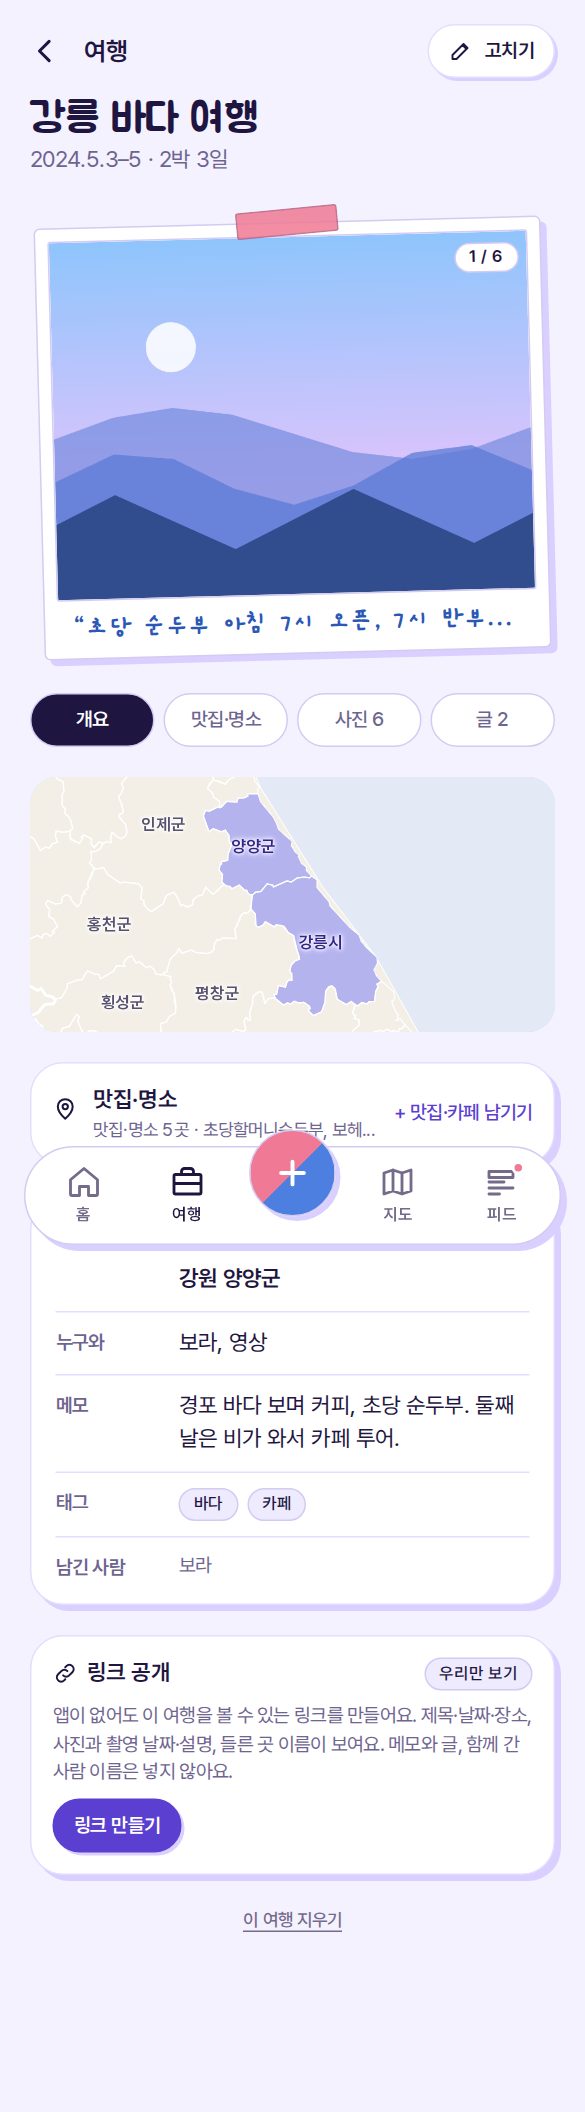 여행
고치기
강릉 바다 여행
2024.5.3–5 · 2박 3일
1 / 6
“초당 순두부 아침 7시 오픈, 7시 반부...
개요
맛집·명소
사진 6
글 2
인제군
양양군
홍천군
강릉시
평창군
횡성군
맛집·명소
맛집·명소 5곳 · 초당할머니순두부, 보헤...
+ 맛집·카페 남기기
홈
여행
지도
피드
강원 양양군
누구와
보라, 영상
메모
경포 바다 보며 커피, 초당 순두부. 둘째
날은 비가 와서 카페 투어.
태그
바다
카페
남긴 사람
보라
링크 공개
우리만 보기
앱이 없어도 이 여행을 볼 수 있는 링크를 만들어요. 제목·날짜·장소,
사진과 촬영 날짜·설명, 들른 곳 이름이 보여요. 메모와 글, 함께 간
사람 이름은 넣지 않아요.
링크 만들기
이 여행 지우기